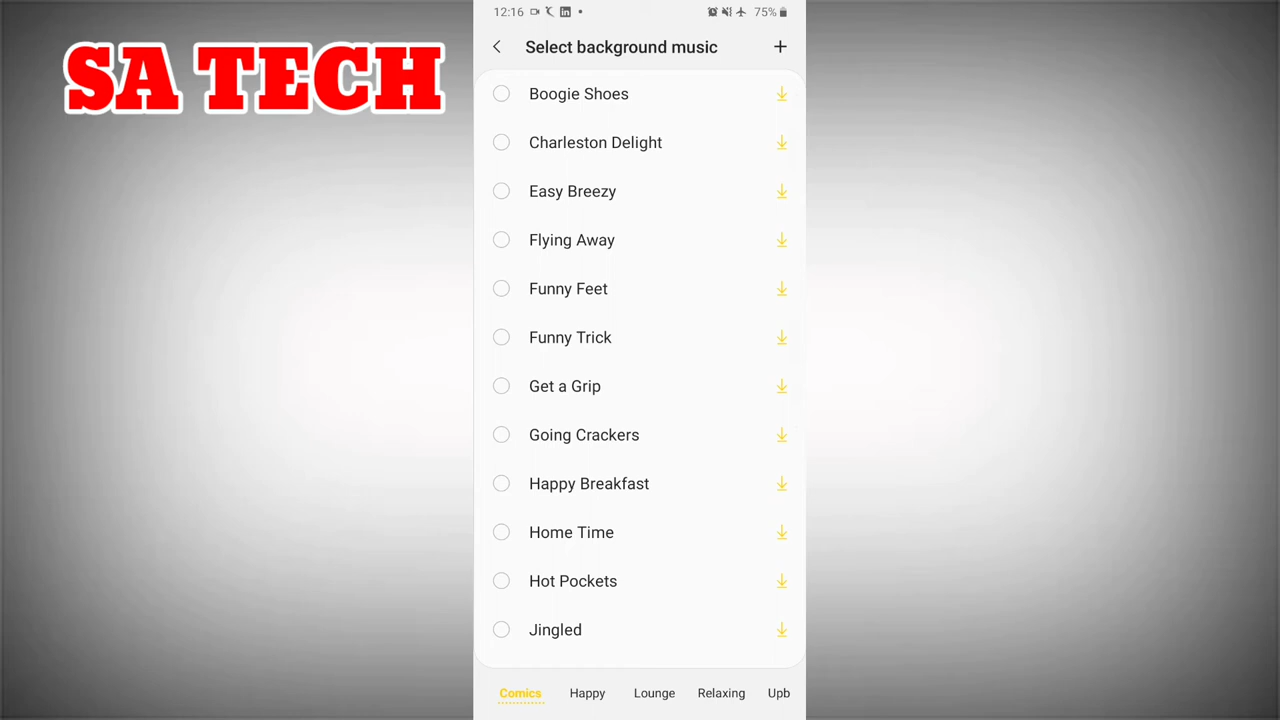 SA TECH
12:16 75%
Select background music
Boogie Shoes
Charleston Delight
Easy Breezy
Flying Away
Funny Feet
Funny Trick
Get a Grip
Going Crackers
Happy Breakfast
Home Time
Hot Pockets
Jingled
Comics Happy Lounge Relaxing Upb